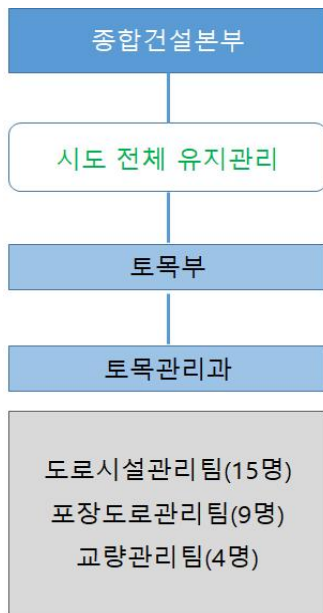 종합건설본부
시도 전체 유지관리
토목부
토목관리과
도로시설관리팀(15명)
포장도로관리팀(9명)
교량관리팀(4명)